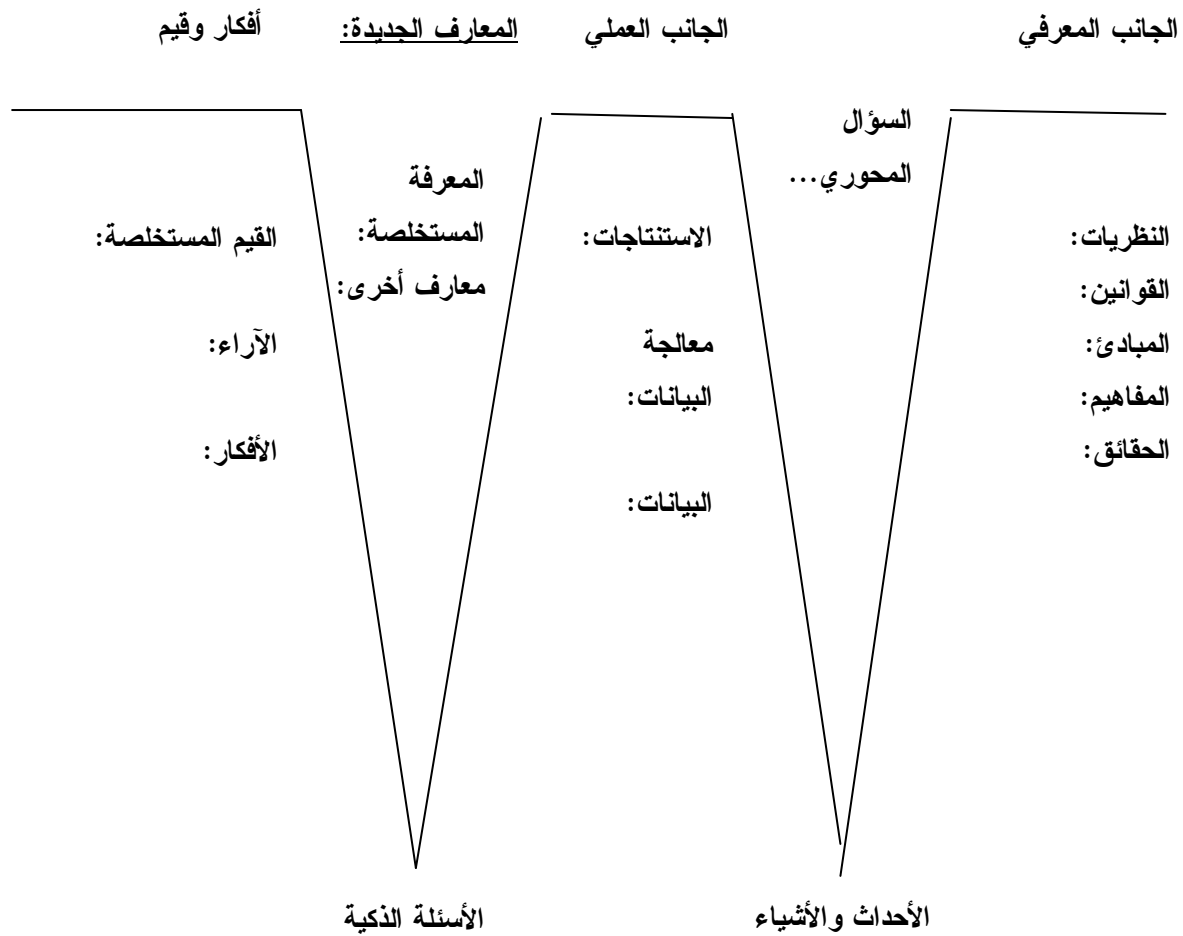 الجانب المعرفي
الجانب العملي
المعارف الجديدة:
أفكار وقيم
السؤال
المحوري...
النظريات:
القوانين:
المبادئ:
المفاهيم:
الحقائق:
الاستنتاجات:
معالجة
البيانات:
البيانات:
المعرفة
المستخلصة:
معارف أخرى:
القيم المستخلصة:
الآراء:
الأفكار:
الأحداث والأشياء
الأسئلة الذكية